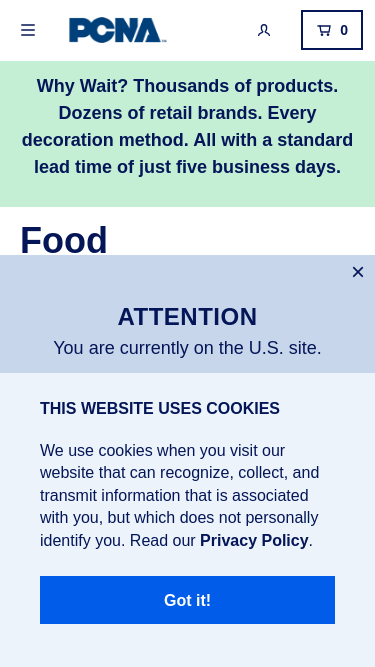 PCNA
0
Why Wait? Thousands of products.
Dozens of retail brands. Every
decoration method. All with a standard
lead time of just five business days.
Food
ATTENTION
You are currently on the U.S. site.
THIS WEBSITE USES COOKIES
We use cookies when you visit our
website that can recognize, collect, and
transmit information that is associated
with you, but which does not personally
identify you. Read our Privacy Policy.
Got it!